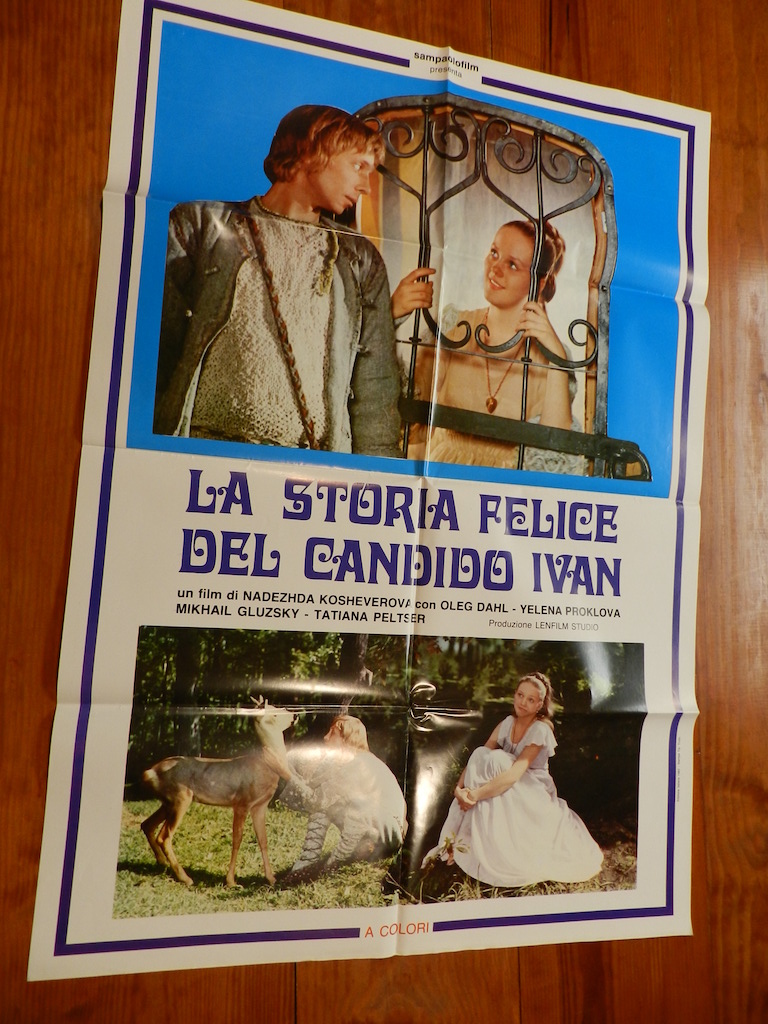 sampaolofilm
presenta
LA STORIA FELICE
DEL CANDIDO IVAN
un film di NADEZHDA KOSHEVEROVA con OLEG DAHL - YELENA PROKLOVA
MIKHAIL GLUZSKY - TATIANA PELTSER
Produzione LENFILM STUDIO
A COLORI